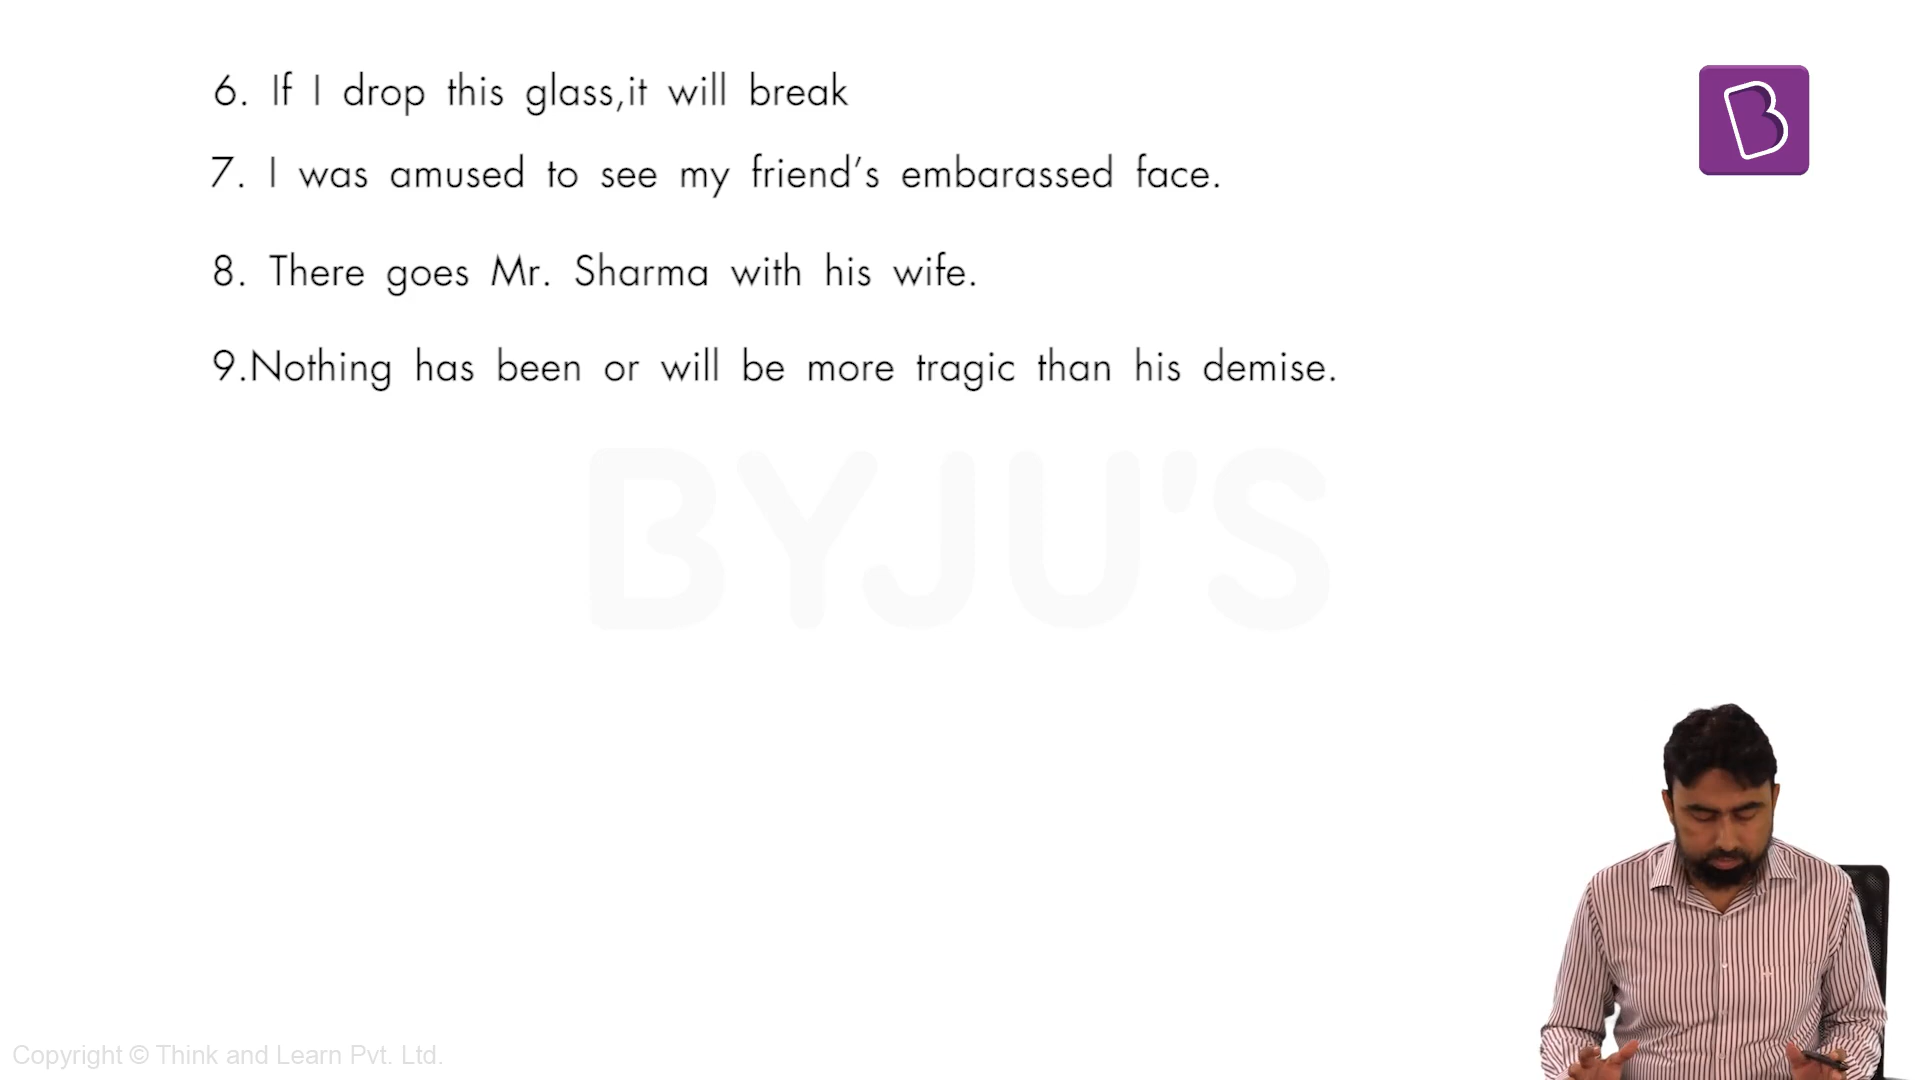 6. If I drop this glass,it will break
7. I was amused to see my friend’s embarassed face.
8. There goes Mr. Sharma with his wife.
9.Nothing has been or will be more tragic than his demise.
BYJU'S
Copyright © Think and Learn Pvt. Ltd.